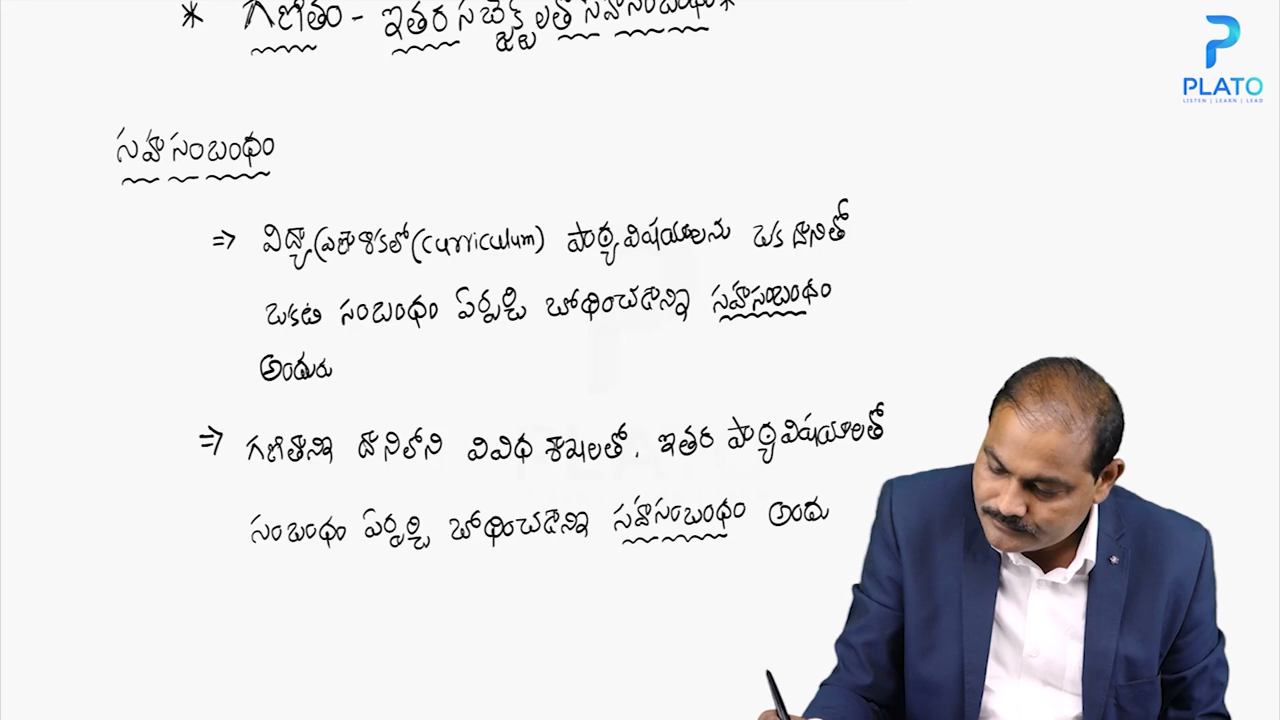 * గణితం - ఇతర సబ్జెక్ట్ లతో సహసంబంధం*
PLATO
LISTEN | LEARN | LEAD
సహసంబంధం
⇒ విద్యాప్రణాళికలో (Curriculum) పాఠ్యవిషయాలను ఒక దానితో
ఒకటి సంబంధం ఏర్పర్చి బోధించడాన్ని సహసంబంధం
అందురు
⇒ గణితాన్ని దానిలోని వివిధ శాఖలతో, ఇతర పాఠ్యవిషయాలతో
సంబంధం ఏర్పర్చి బోధించడాన్ని సహసంబంధం అందు